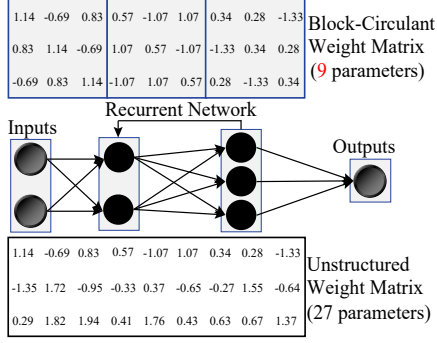 1.14 -0.69 0.83 0.57 -1.07 1.07 0.34 0.28 -1.33
0.83 1.14 -0.69 1.07 0.57 -1.07 -1.33 0.34 0.28
-0.69 0.83 1.14 -1.07 1.07 0.57 0.28 -1.33 0.34
Block-Circulant
Weight Matrix
(9 parameters)
Recurrent Network
Inputs
Outputs
1.14 -0.69 0.83 0.57 -1.07 1.07 0.34 0.28 -1.33
-1.35 1.72 -0.95 -0.33 0.37 -0.65 -0.27 1.55 -0.64
0.29 1.82 1.94 0.41 1.76 0.43 0.63 0.67 1.37
Unstructured
Weight Matrix
(27 parameters)